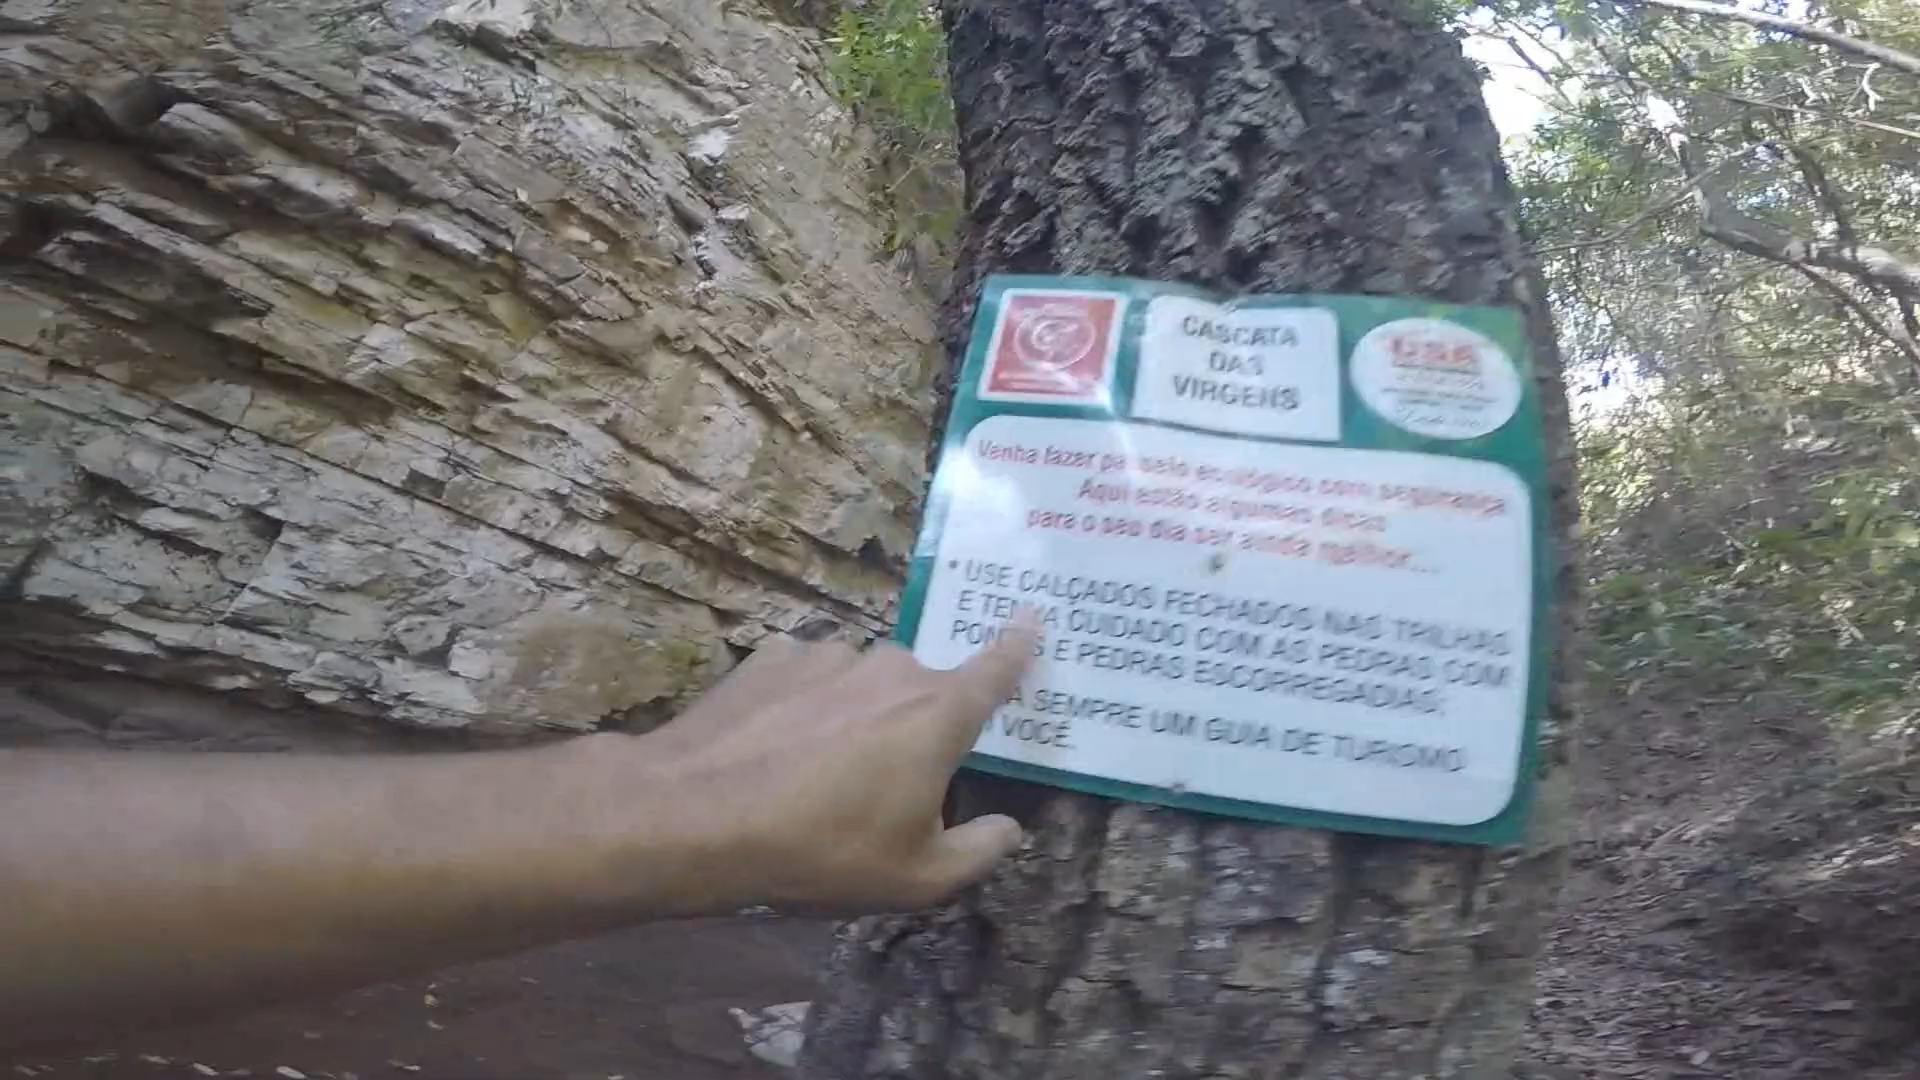 CASCATA
DAS
VIRGENS
Venha fazer passeio ecológico com segurança
Aqui estão algumas dicas
para o seu dia ser ainda melhor...
• USE CALÇADOS FECHADOS NAS TRILHAS
E TENHA CUIDADO COM AS PEDRAS COM
PONTAS E PEDRAS ESCORREGADIAS;
SEMPRE UM GUIA DE TURISMO
VOCÊ.